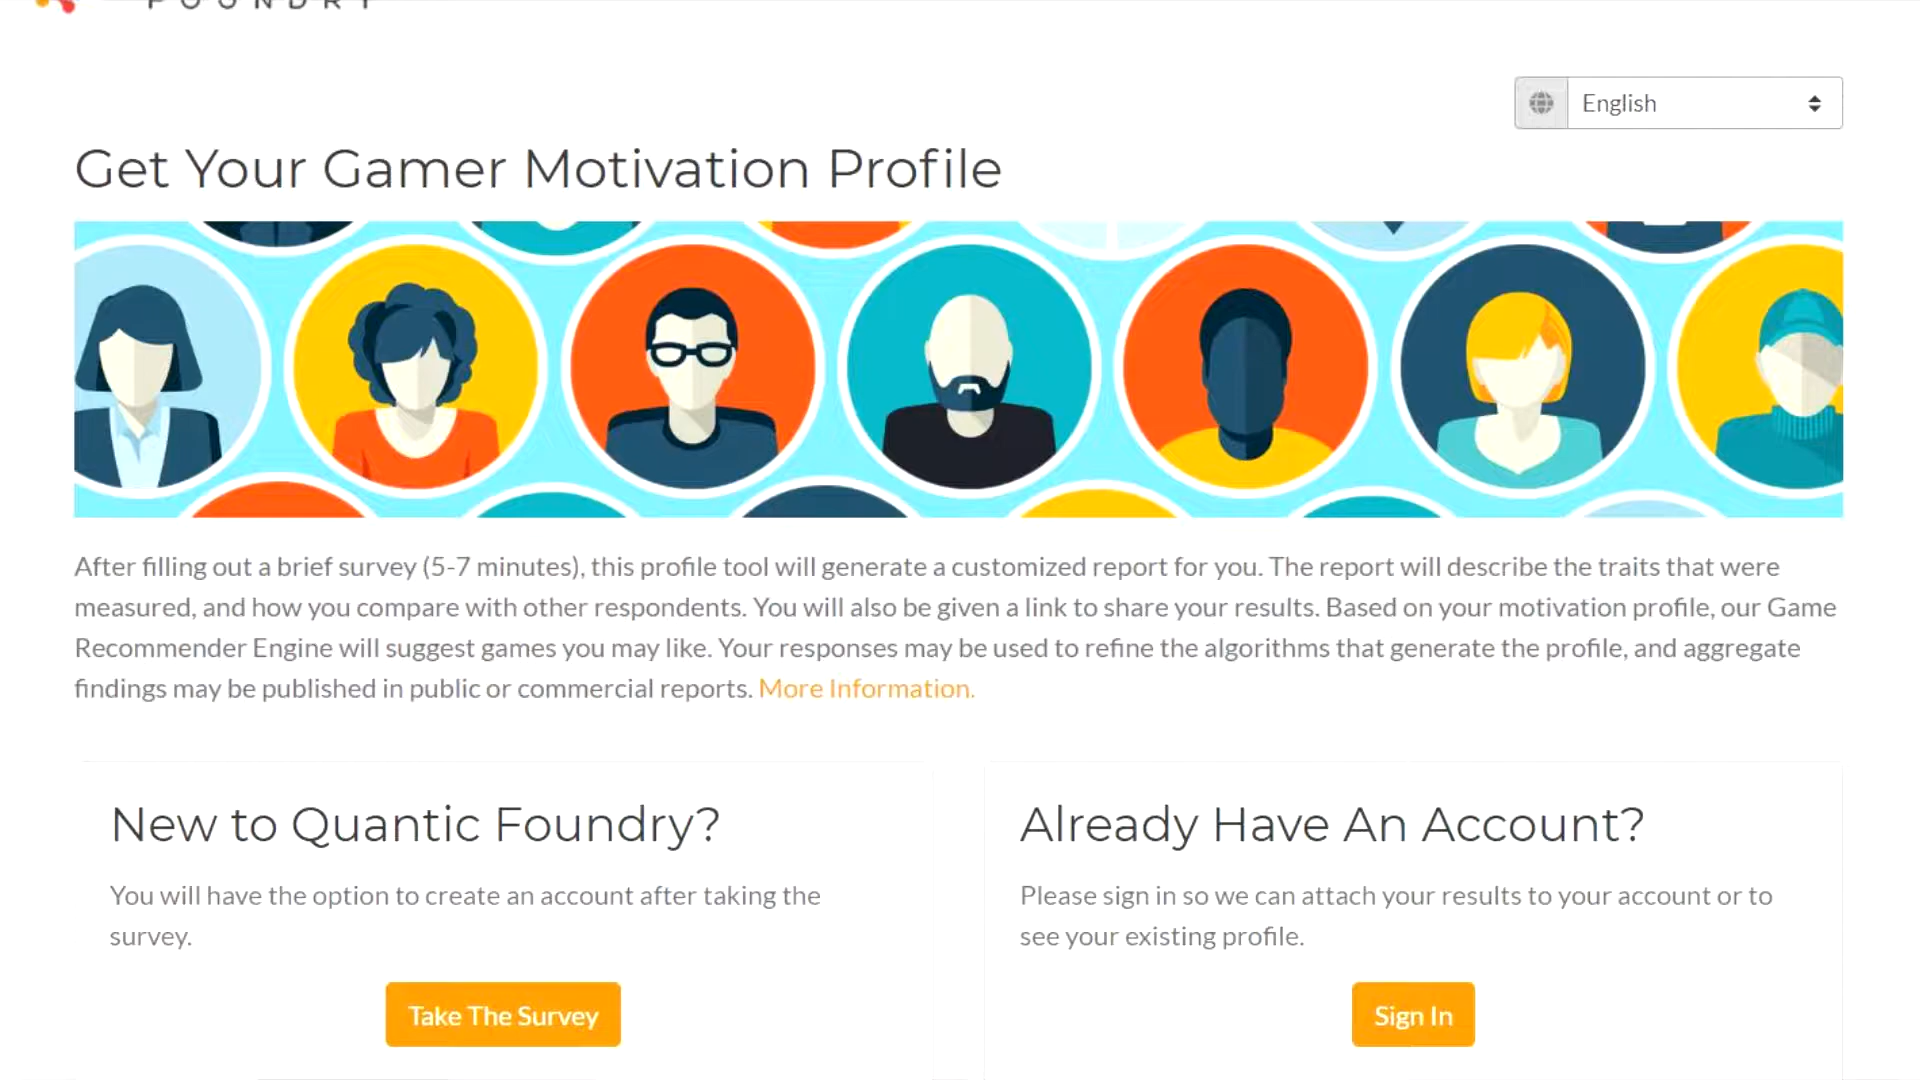 FOUNDRY
English
Get Your Gamer Motivation Profile
After filling out a brief survey (5-7 minutes), this profile tool will generate a customized report for you. The report will describe the traits that were
measured, and how you compare with other respondents. You will also be given a link to share your results. Based on your motivation profile, our Game
Recommender Engine will suggest games you may like. Your responses may be used to refine the algorithms that generate the profile, and aggregate
findings may be published in public or commercial reports. More Information.
New to Quantic Foundry?
You will have the option to create an account after taking the
survey.
Take The Survey
Already Have An Account?
Please sign in so we can attach your results to your account or to
see your existing profile.
Sign In